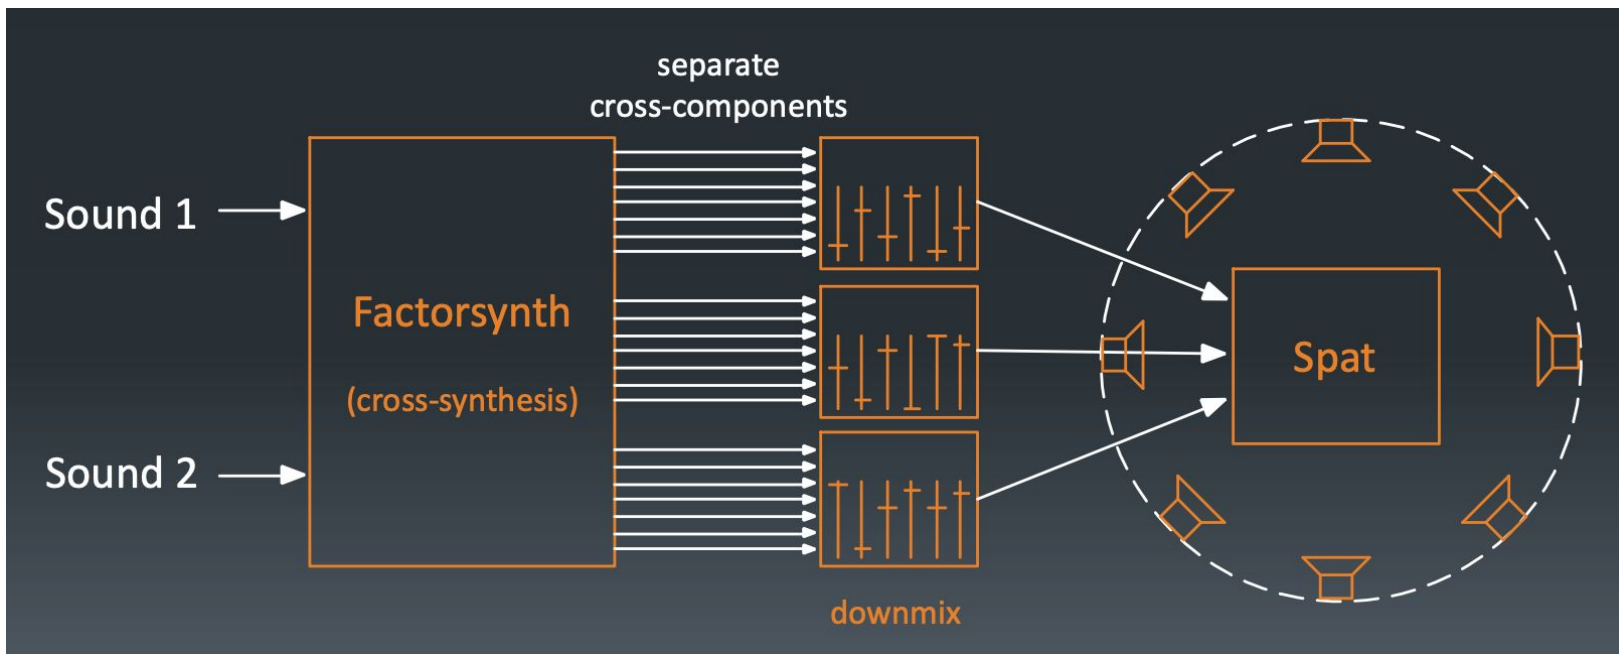 separate
cross-components
Sound 1
Factorsynth
(cross-synthesis)
Spat
Sound 2
downmix